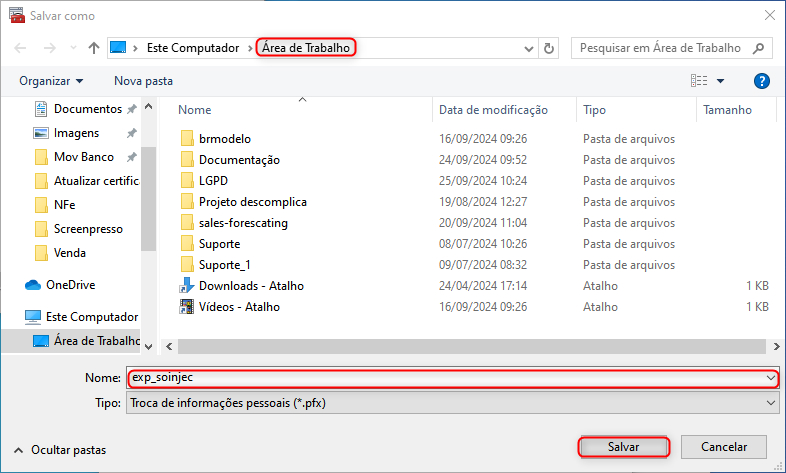 Salvar como
Este Computador > Área de Trabalho
Pesquisar em Área de Trabalho
Organizar
Nova pasta
?
Nome Data de modificação Tipo Tamanho
Documentos
Imagens
Mov Banco
Atualizar certifica
NFe
Screenpresso
Venda
OneDrive
Este Computador
Área de Trabalho
brmodelo 16/09/2024 09:26 Pasta de arquivos
Documentação 24/09/2024 09:52 Pasta de arquivos
LGPD 25/09/2024 10:24 Pasta de arquivos
Projeto descomplica 19/08/2024 12:27 Pasta de arquivos
sales-forescating 20/09/2024 11:04 Pasta de arquivos
Suporte 08/07/2024 10:26 Pasta de arquivos
Suporte_1 09/07/2024 08:32 Pasta de arquivos
Downloads - Atalho 24/04/2024 17:14 Atalho 1 KB
Vídeos - Atalho 16/09/2024 09:26 Atalho 1 KB
Nome: exp_soinjec
Tipo: Troca de informações pessoais (*.pfx)
Ocultar pastas
Salvar
Cancelar